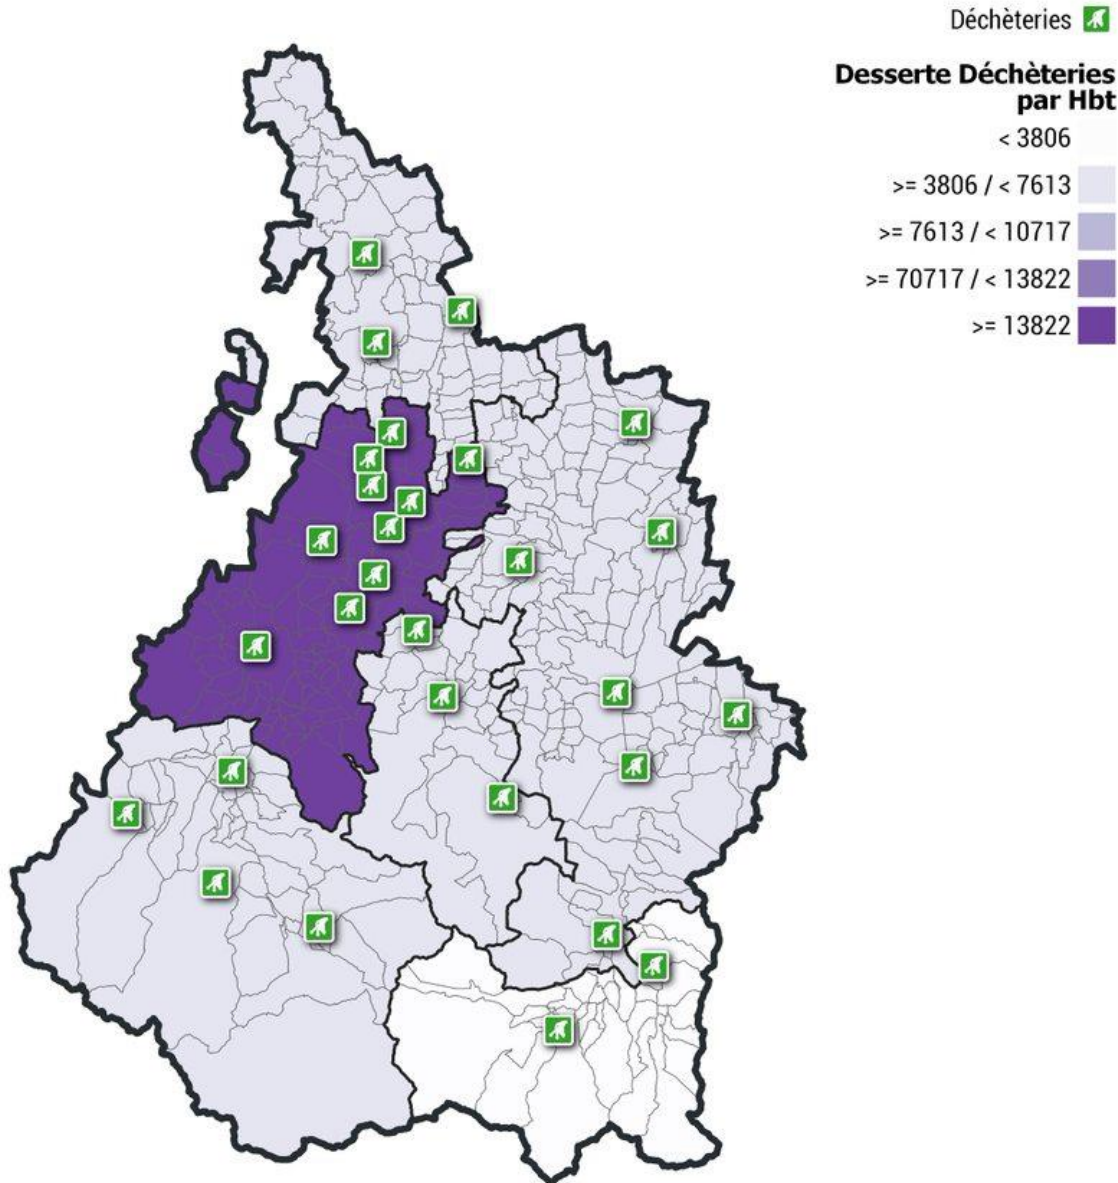 Déchèteries
Desserte Déchèteries
par Hbt
< 3806
>= 3806 / < 7613
>= 7613 / < 10717
>= 70717 / < 13822
>= 13822